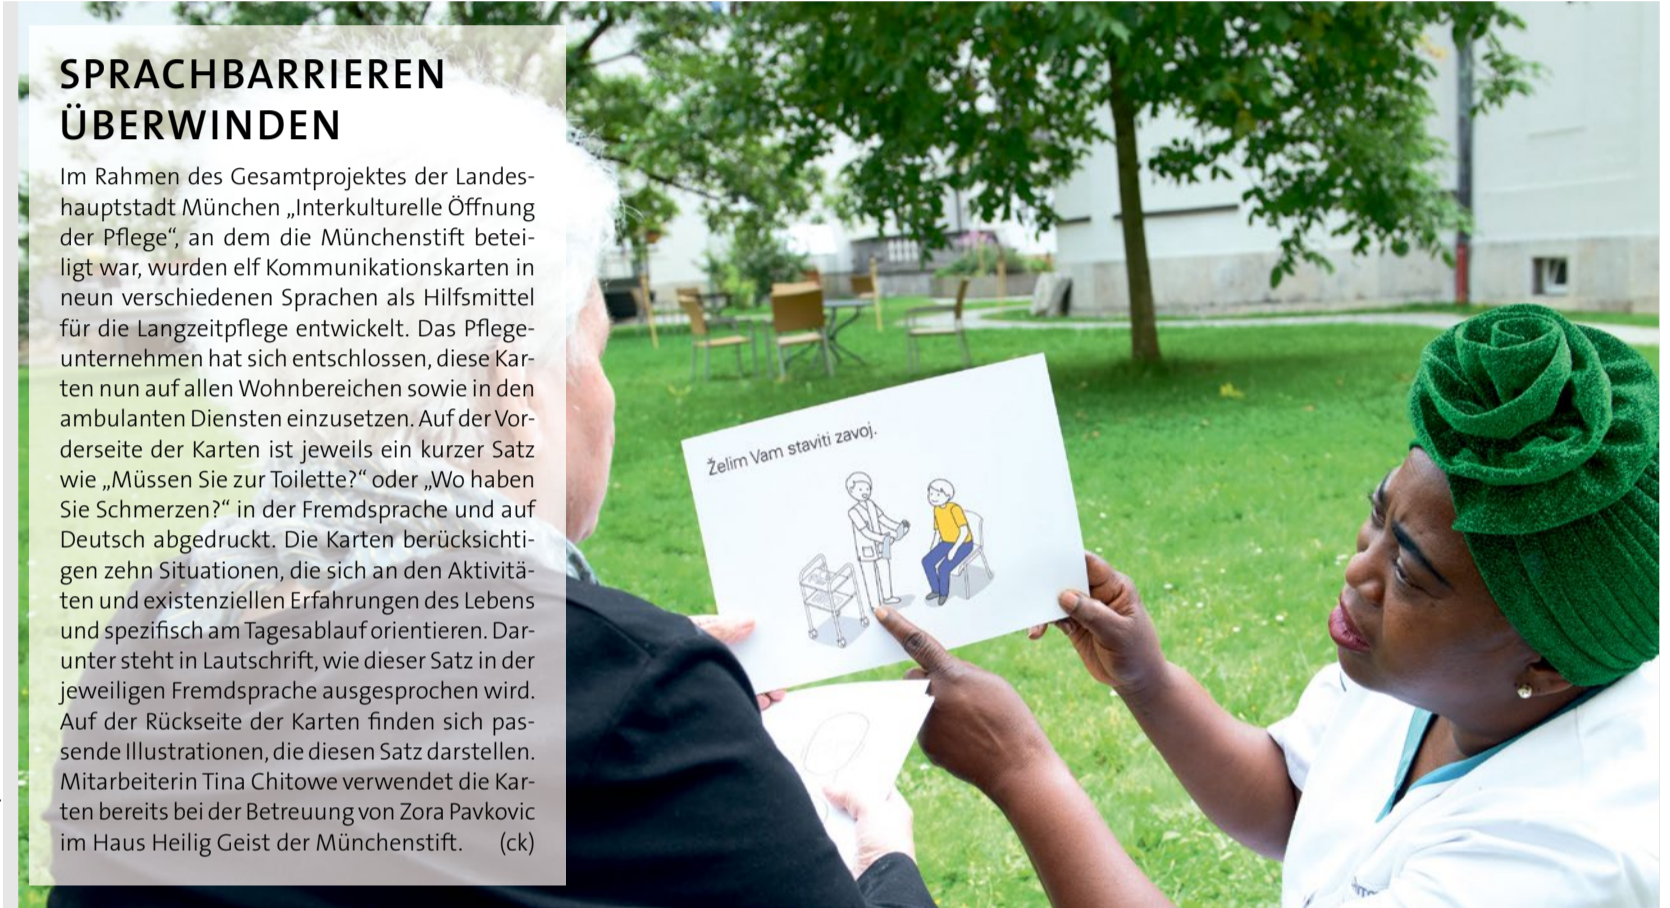 SPRACHBARRIEREN
ÜBERWINDEN
Im Rahmen des Gesamtprojektes der Landes-
hauptstadt München „Interkulturelle Öffnung
der Pflege“, an dem die Münchenstift betei-
ligt war, wurden elf Kommunikationskarten in
neun verschiedenen Sprachen als Hilfsmittel
für die Langzeitpflege entwickelt. Das Pflege-
unternehmen hat sich entschlossen, diese Kar-
ten nun auf allen Wohnbereichen sowie in den
ambulanten Diensten einzusetzen. Auf der Vor-
derseite der Karten ist jeweils ein kurzer Satz
wie „Müssen Sie zur Toilette?“ oder „Wo haben
Sie Schmerzen?“ in der Fremdsprache und auf
Deutsch abgedruckt. Die Karten berücksichti-
gen zehn Situationen, die sich an den Aktivitä-
ten und existenziellen Erfahrungen des Lebens
und spezifisch am Tagesablauf orientieren. Dar-
unter steht in Lautschrift, wie dieser Satz in der
jeweiligen Fremdsprache ausgesprochen wird.
Auf der Rückseite der Karten finden sich pas-
sende Illustrationen, die diesen Satz darstellen.
Mitarbeiterin Tina Chitowe verwendet die Kar-
ten bereits bei der Betreuung von Zora Pavkovic
im Haus Heilig Geist der Münchenstift. (ck)
Želim Vam staviti zavoj.